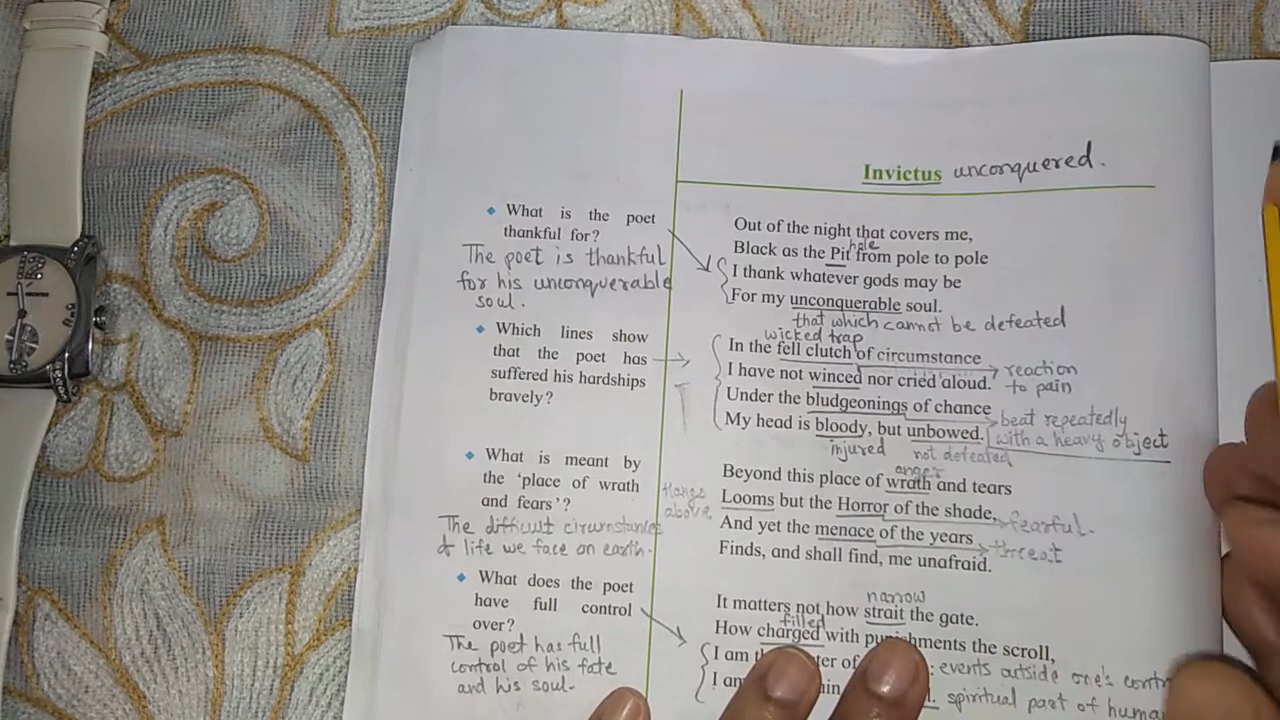 Invictus unconquered.
What is the poet
thankful for?
The poet is thankful
for his unconquerable
soul.
Which lines show
that the poet has
suffered his hardships
bravely?
What is meant by
the 'place of wrath
and fears'?
The difficult circumstances
of life we face on earth.
What does the poet
have full control
over?
The poet has full
control of his fate
and his soul.
Out of the night that covers me,
hole
Black as the Pit from pole to pole
I thank whatever gods may be
For my unconquerable soul.
that which cannot be defeated
wicked trap
In the fell clutch of circumstance
reaction
I have not winced nor cried aloud.
to pain
Under the bludgeonings of chance
beat repeatedly
My head is bloody, but unbowed.
with a heavy object
injured not defeated
anger
Beyond this place of wrath and tears
Hangs
above
Looms but the Horror of the shade,
fearful.
And yet the menace of the years
threat
Finds, and shall find, me unafraid.
narrow
It matters not how strait the gate.
filled
How charged with punishments the scroll,
I am
events outside one's
I am
spiritual part of